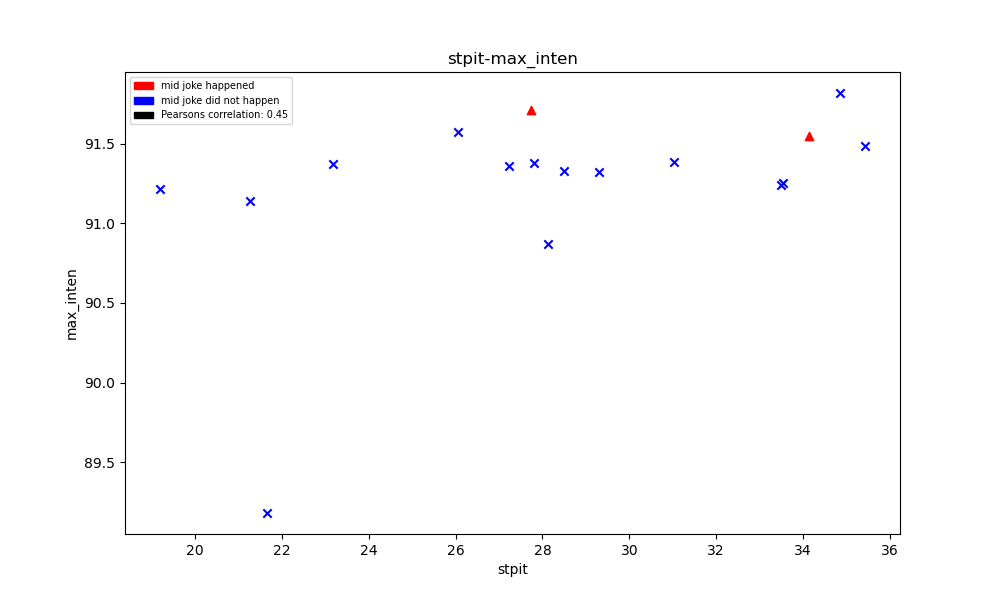 stpit-max_inten
mid joke happened
mid joke did not happen
Pearsons correlation: 0.45
max_inten
91.5
91.0
90.5
90.0
89.5
20 22 24 26 28 30 32 34 36
stpit